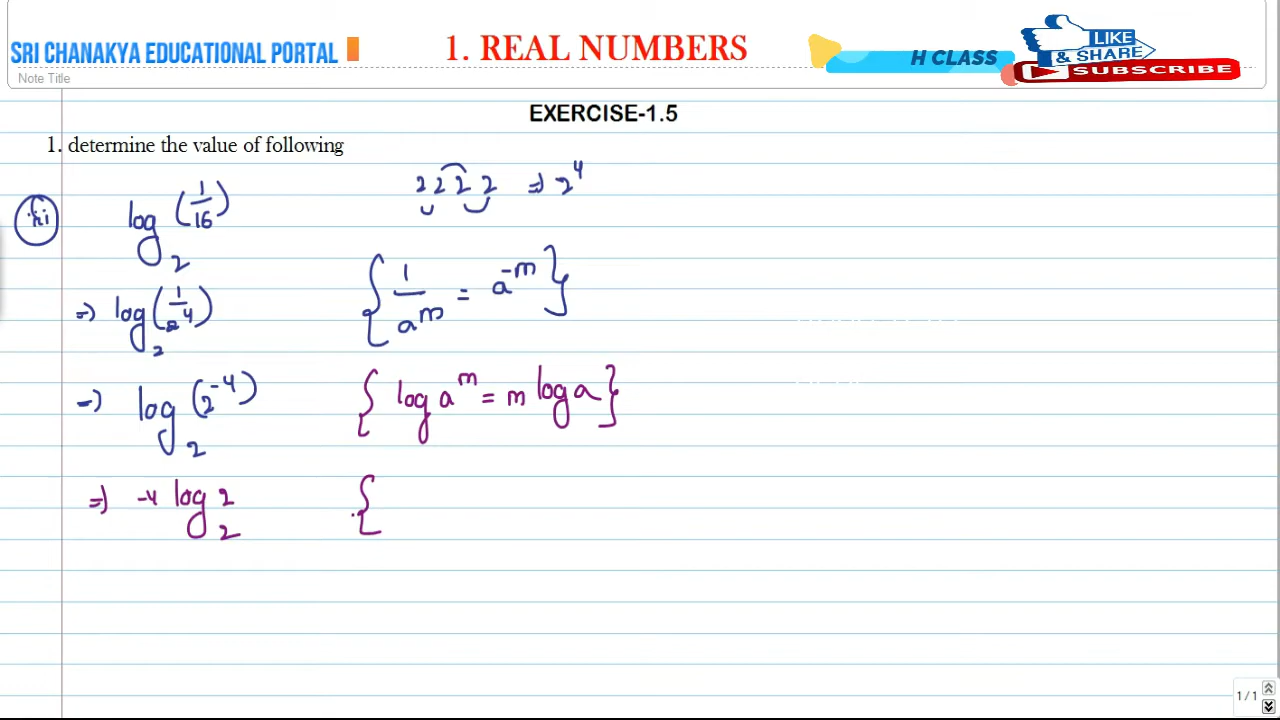 SRI CHANAKYA EDUCATIONAL PORTAL
1. REAL NUMBERS
H CLASS
LIKE
& SHARE
SUBSCRIBE
Note Title
EXERCISE-1.5
1. determine the value of following
log₂(1/16)
2 2 2 2 ⇒ 2⁴
⇒ log₂(1/2⁴)
{ 1/aᵐ = a⁻ᵐ }
⇒ log₂(2⁻⁴)
{ log aᵐ = m log a }
⇒ -4 log₂ 2
{
1/1